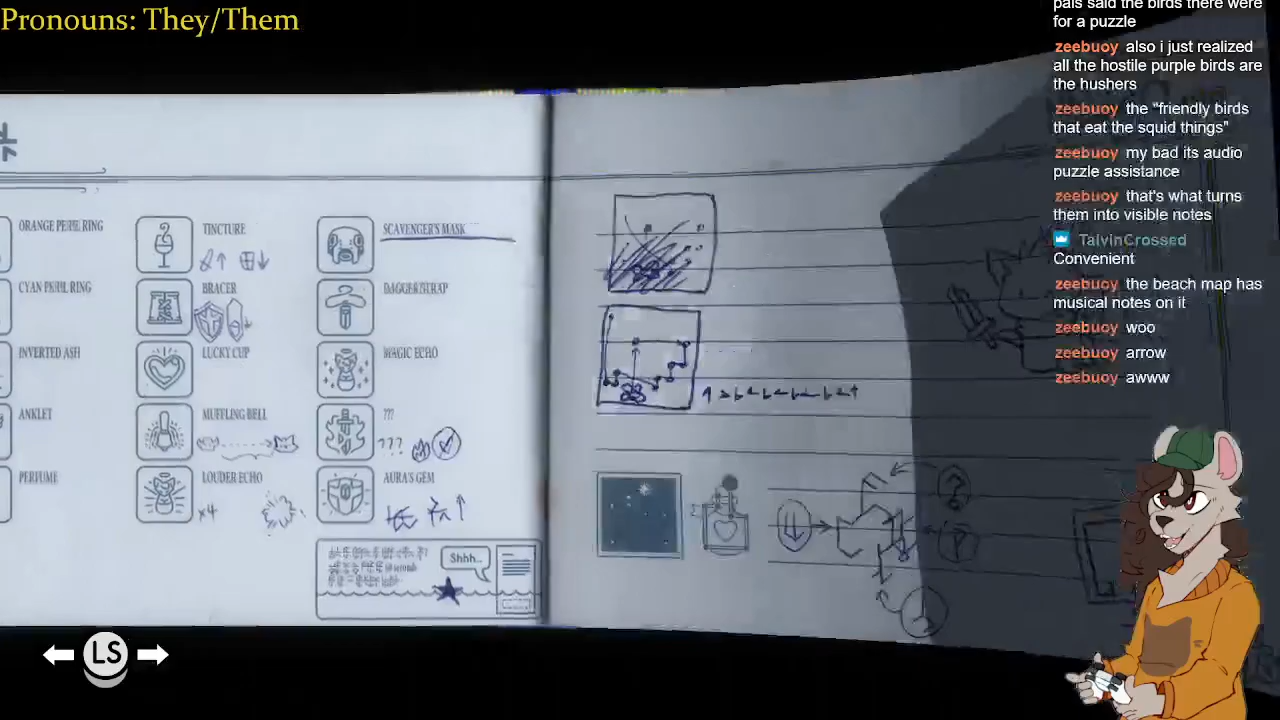 Pronouns: They/Them
pals said the birds there were
for a puzzle
zeebuoy also i just realized
all the hostile purple birds are
the hushers
zeebuoy the "friendly birds
that eat the squid things"
zeebuoy my bad its audio
puzzle assistance
zeebuoy that's what turns
them into visible notes
TalvinCrossed
Convenient
zeebuoy the beach map has
musical notes on it
zeebuoy woo
zeebuoy arrow
zeebuoy awww
ORANGE PERIL RING
CYAN PERIL RING
INVERTED ASH
ANKLET
PERFUME
TINCTURE
BRACER
LUCKY CUP
MUFFLING BELL
LOUDER ECHO
x4
SCAVENGER'S MASK
DAGGER STRAP
MAGIC ECHO
???
???
AURA'S GEM
Shhh..
LS